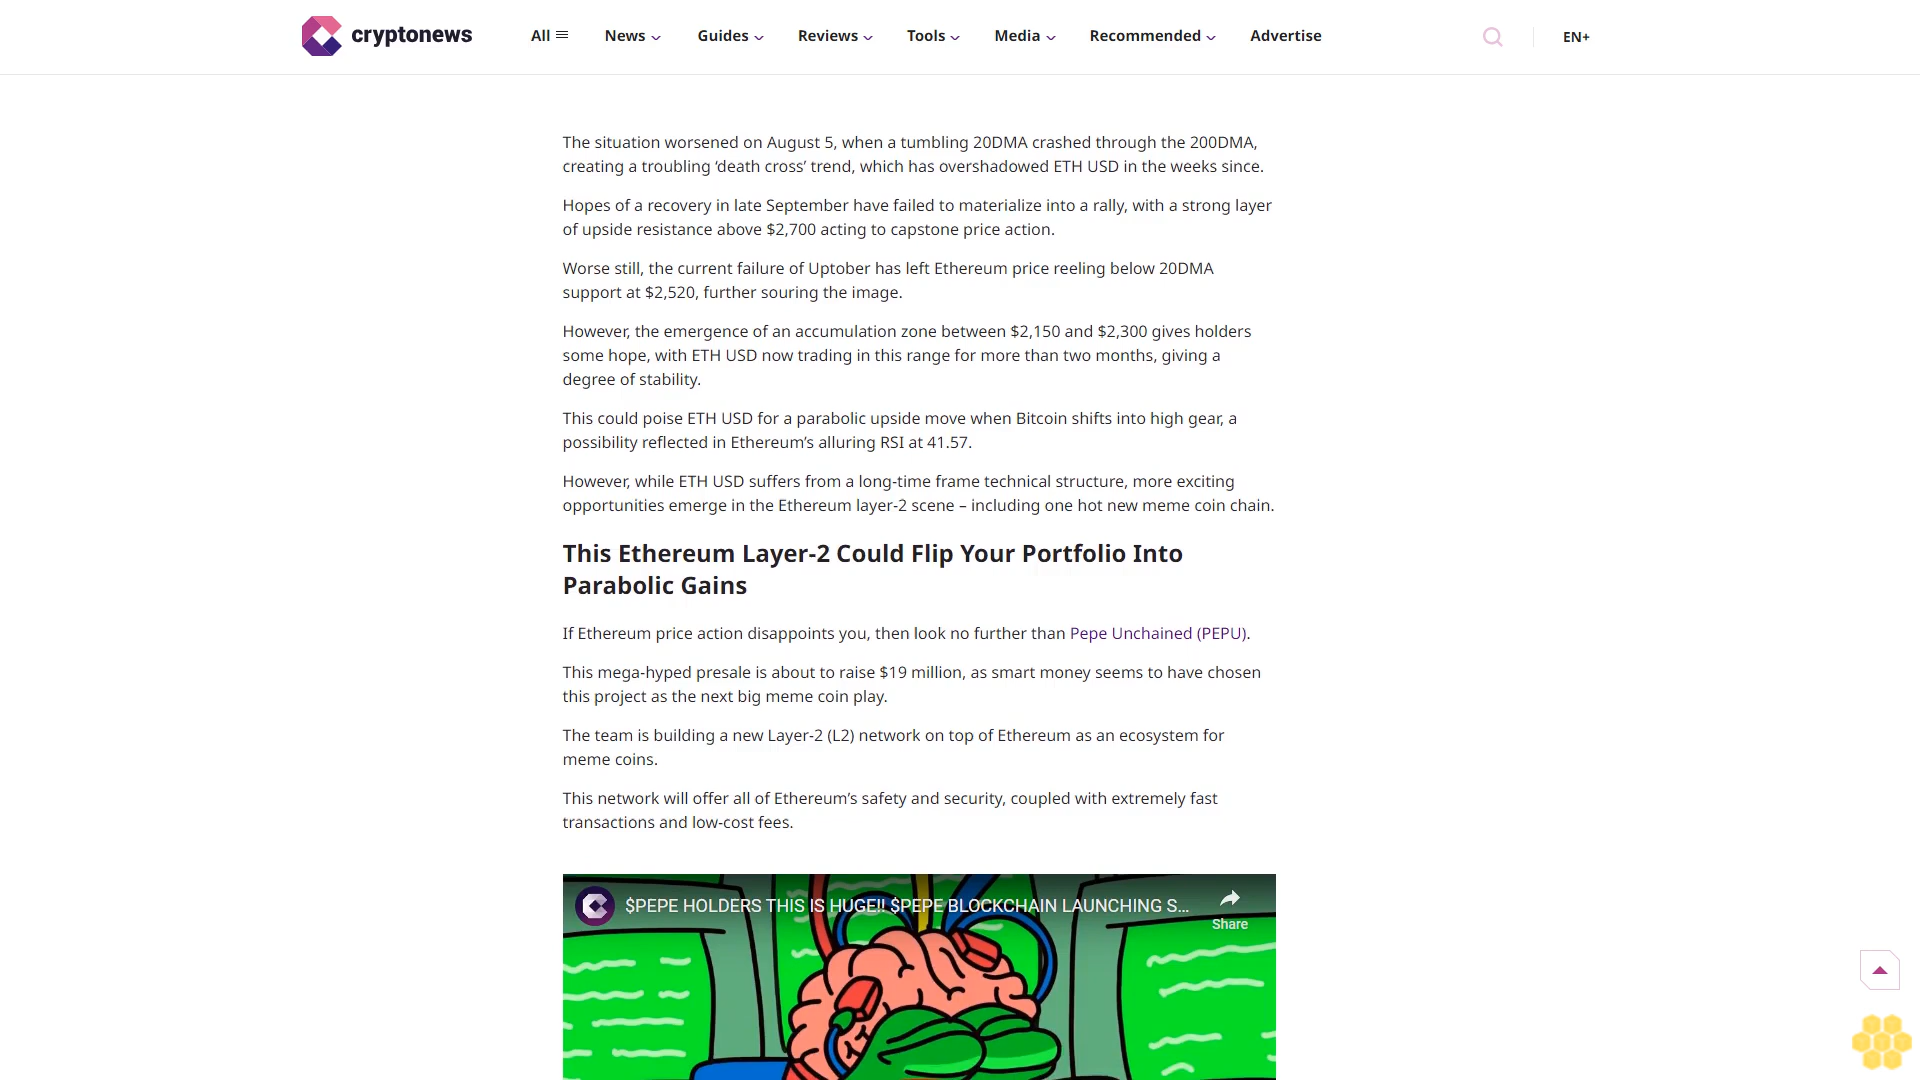 cryptonews
All
News
Guides
Reviews
Tools
Media
Recommended
Advertise
EN+
The situation worsened on August 5, when a tumbling 20DMA crashed through the 200DMA,
creating a troubling ‘death cross’ trend, which has overshadowed ETH USD in the weeks since.
Hopes of a recovery in late September have failed to materialize into a rally, with a strong layer
of upside resistance above $2,700 acting to capstone price action.
Worse still, the current failure of Uptober has left Ethereum price reeling below 20DMA
support at $2,520, further souring the image.
However, the emergence of an accumulation zone between $2,150 and $2,300 gives holders
some hope, with ETH USD now trading in this range for more than two months, giving a
degree of stability.
This could poise ETH USD for a parabolic upside move when Bitcoin shifts into high gear, a
possibility reflected in Ethereum’s alluring RSI at 41.57.
However, while ETH USD suffers from a long-time frame technical structure, more exciting
opportunities emerge in the Ethereum layer-2 scene – including one hot new meme coin chain.
This Ethereum Layer-2 Could Flip Your Portfolio Into
Parabolic Gains
If Ethereum price action disappoints you, then look no further than Pepe Unchained (PEPU).
This mega-hyped presale is about to raise $19 million, as smart money seems to have chosen
this project as the next big meme coin play.
The team is building a new Layer-2 (L2) network on top of Ethereum as an ecosystem for
meme coins.
This network will offer all of Ethereum’s safety and security, coupled with extremely fast
transactions and low-cost fees.
$PEPE HOLDERS THIS IS HUGE!! $PEPE BLOCKCHAIN LAUNCHING S...
Share